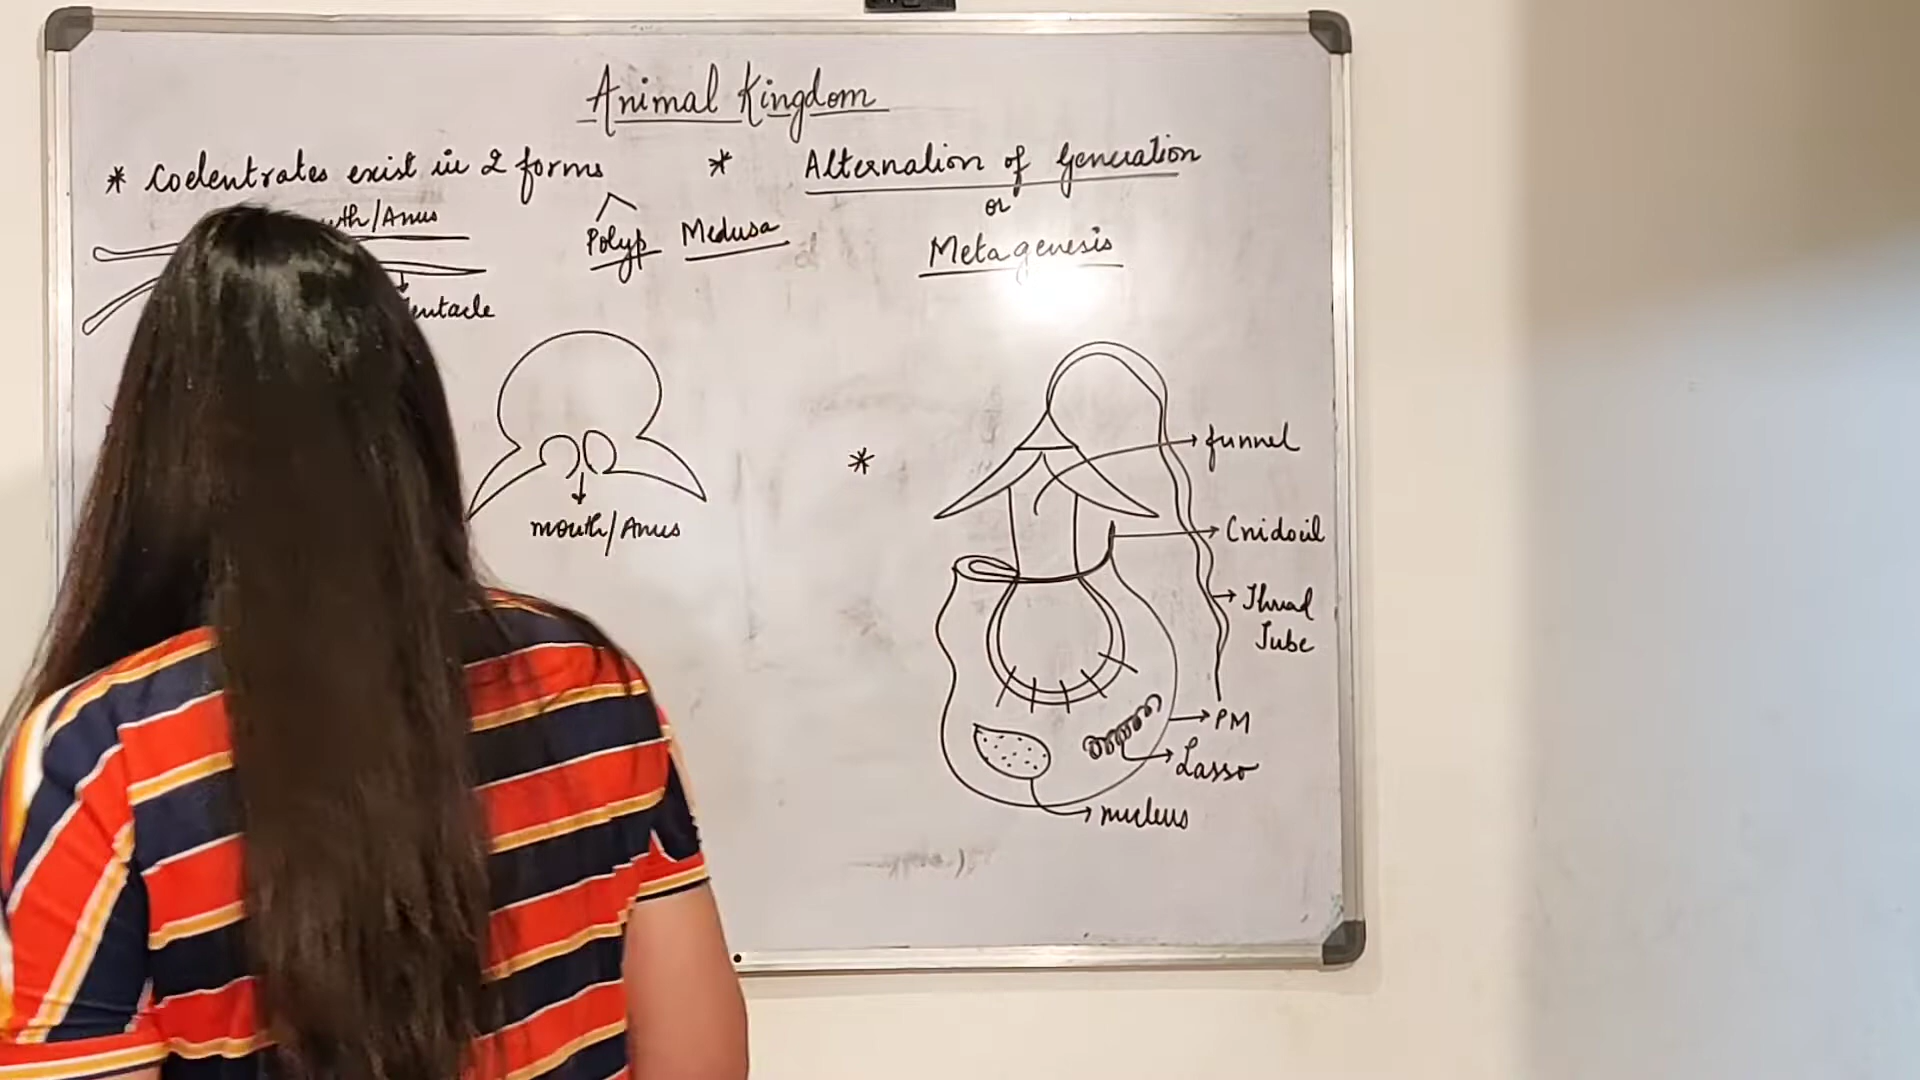 Animal Kingdom
* Coelentrates exist in 2 forms
Mouth/Anus
Polyp Medusa
Tentacle
mouth/Anus
* Alternation of Generation
or
Metagenesis
*
funnel
Cnidocil
Thread
Tube
PM
Lasso
nucleus